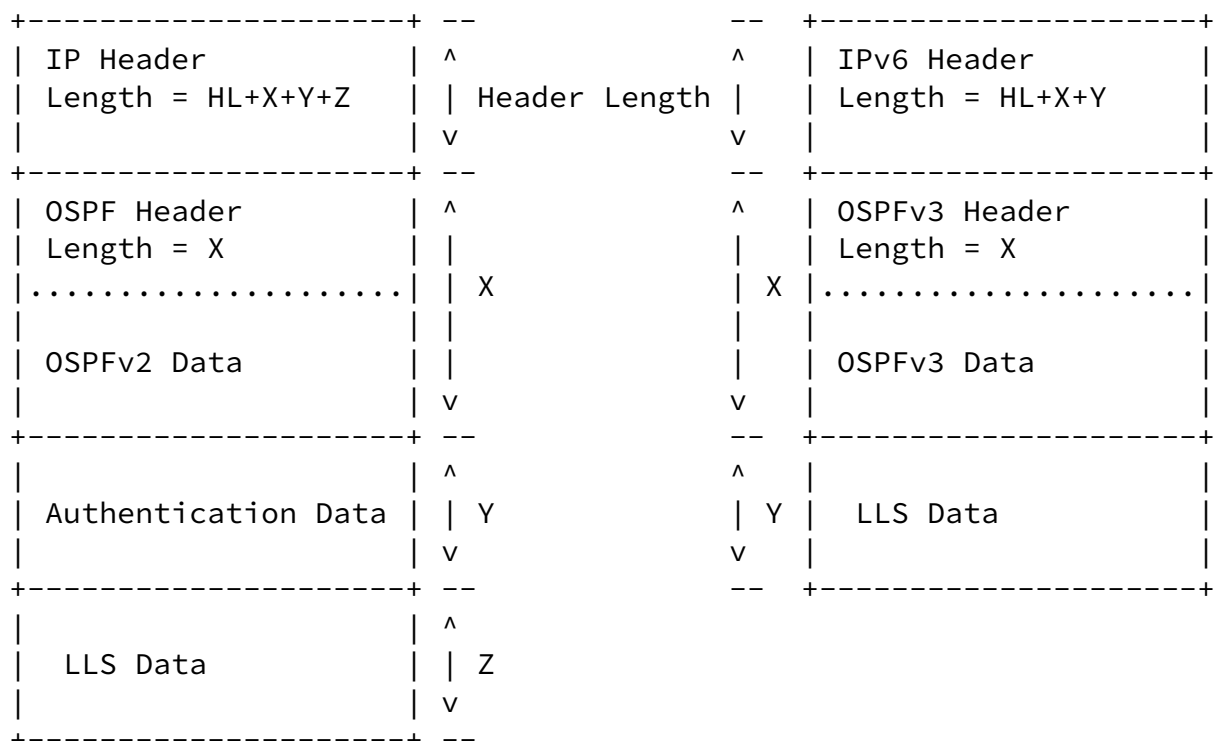 +---------------------+ --              --  +---------------------+
| IP Header           | ^               ^   | IPv6 Header         |
| Length = HL+X+Y+Z   | | Header Length |   | Length = HL+X+Y     |
|                     | v               v   |                     |
+---------------------+ --              --  +---------------------+
| OSPF Header         | ^               ^   | OSPFv3 Header       |
| Length = X          | |               |   | Length = X          |
|.....................| | X             | X |.....................|
|                     | |               |   |                     |
| OSPFv2 Data         | |               |   | OSPFv3 Data         |
|                     | v               v   |                     |
+---------------------+ --              --  +---------------------+
|                     | ^               ^   |                     |
| Authentication Data | | Y             | Y |  LLS Data           |
|                     | v               v   |                     |
+---------------------+ --              --  +---------------------+
|                     | ^
|  LLS Data           | | Z
|                     | v
+---------------------+ --